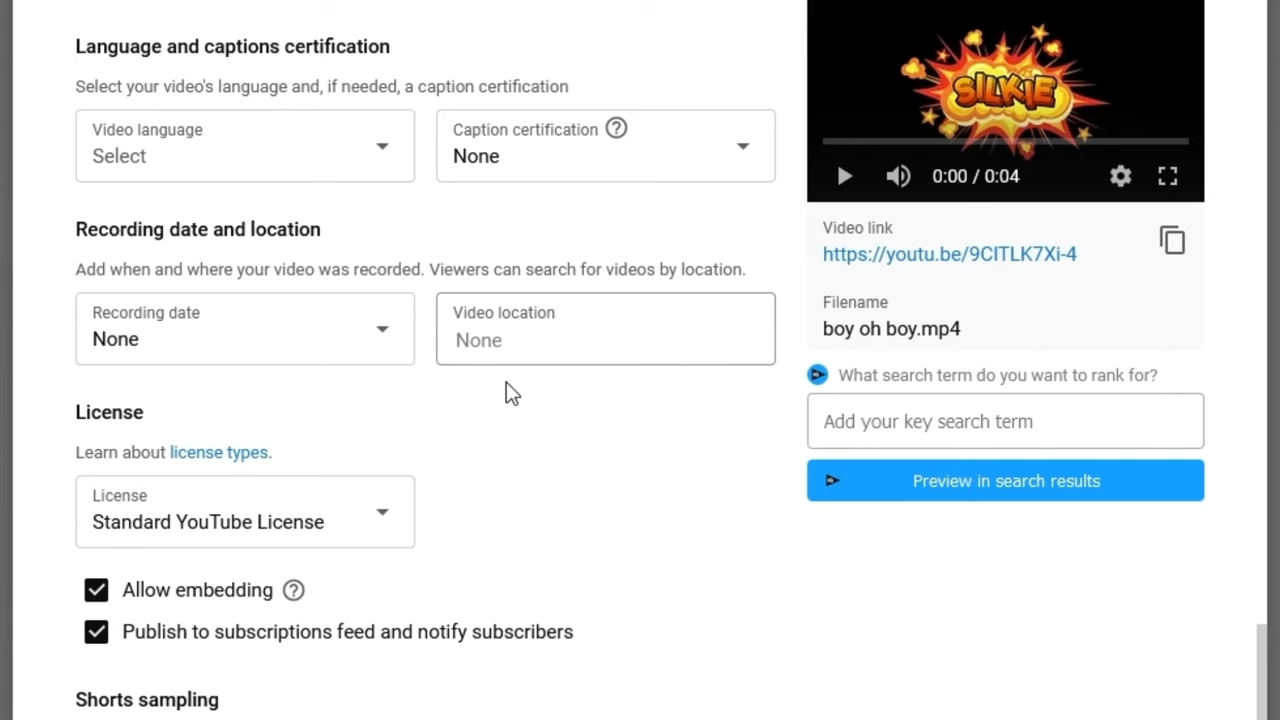 Language and captions certification
Select your video's language and, if needed, a caption certification
Video language
Select
Caption certification
None
Recording date and location
Add when and where your video was recorded. Viewers can search for videos by location.
Recording date
None
Video location
None
License
Learn about license types.
License
Standard YouTube License
Allow embedding
Publish to subscriptions feed and notify subscribers
Shorts sampling
SILKIE
0:00 / 0:04
Video link
https://youtu.be/9CITLK7Xi-4
Filename
boy oh boy.mp4
What search term do you want to rank for?
Add your key search term
Preview in search results